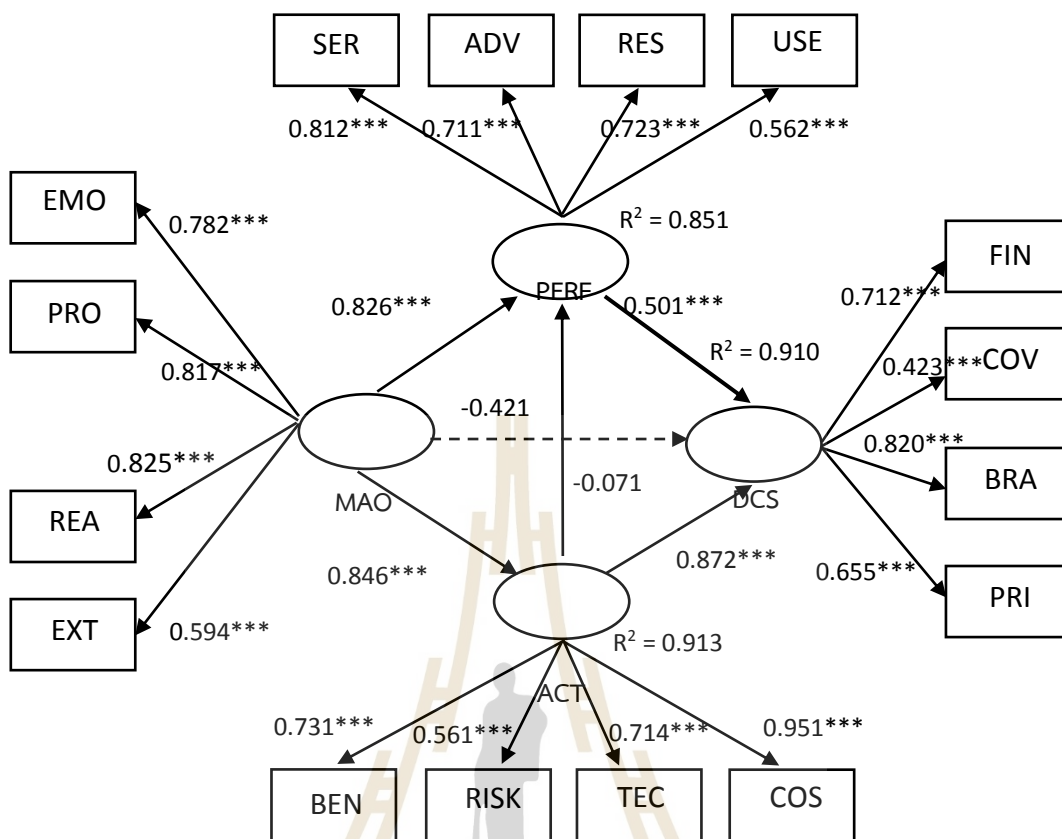 SER ADV RES USE
0.812*** 0.711*** 0.723*** 0.562***
EMO
0.782***
R² = 0.851
FIN
PERF
0.712***
PRO
0.826***
0.501***
R² = 0.910
COV
0.423***
0.817***
-0.421
0.820***
0.825***
-0.071
BRA
REA
MAO
DCS
0.846***
0.872***
0.655***
PRI
EXT
0.594***
R² = 0.913
ACT
0.731*** 0.561*** 0.714*** 0.951***
BEN RISK TEC COS